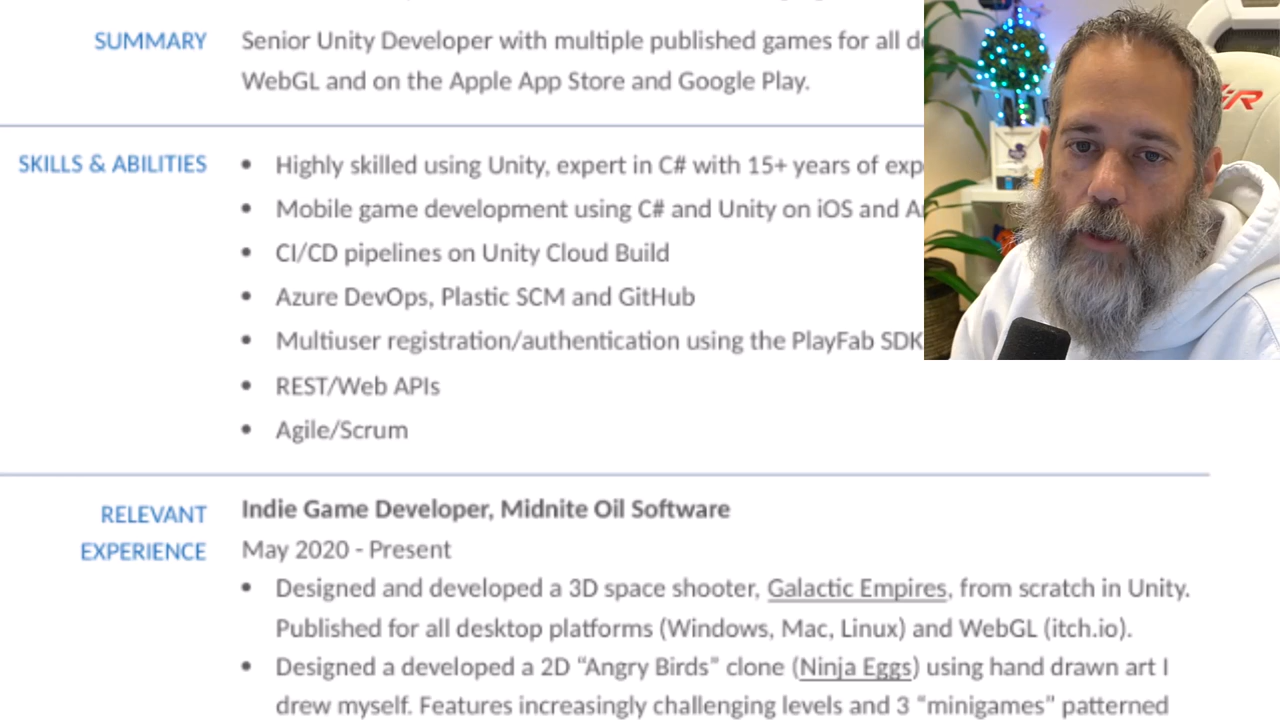 SUMMARY
Senior Unity Developer with multiple published games for all
WebGL and on the Apple App Store and Google Play.
SKILLS & ABILITIES
• Highly skilled using Unity, expert in C# with 15+ years of
• Mobile game development using C# and Unity on iOS and
• CI/CD pipelines on Unity Cloud Build
• Azure DevOps, Plastic SCM and GitHub
• Multiuser registration/authentication using the PlayFab SDK
• REST/Web APIs
• Agile/Scrum
RELEVANT
EXPERIENCE
Indie Game Developer, Midnite Oil Software
May 2020 - Present
• Designed and developed a 3D space shooter, Galactic Empires, from scratch in Unity.
Published for all desktop platforms (Windows, Mac, Linux) and WebGL (itch.io).
• Designed a developed a 2D “Angry Birds” clone (Ninja Eggs) using hand drawn art I
drew myself. Features increasingly challenging levels and 3 “minigames” patterned